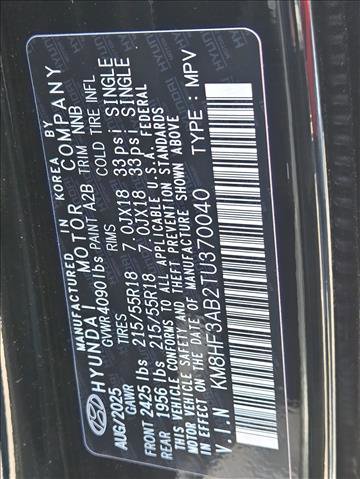 MANUFACTURED IN KOREA BY
HYUNDAI MOTOR COMPANY
AUG/2025 GVWR 4090 lbs PAINT A2B TRIM NNB
GAWR TIRES RIMS COLD TIRE INFL
FRONT 2425 lbs 215/55R18 7.0JX18 33psi SINGLE
REAR 1956 lbs 215/55R18 7.0JX18 33psi SINGLE
THIS VEHICLE CONFORMS TO ALL APPLICABLE U.S.A. FEDERAL
MOTOR VEHICLE SAFETY, BUMPER, AND THEFT PREVENTION STANDARDS
IN EFFECT ON THE DATE OF MANUFACTURE SHOWN ABOVE
V.I.N KM8HF3AB2TU370040 TYPE : MPV